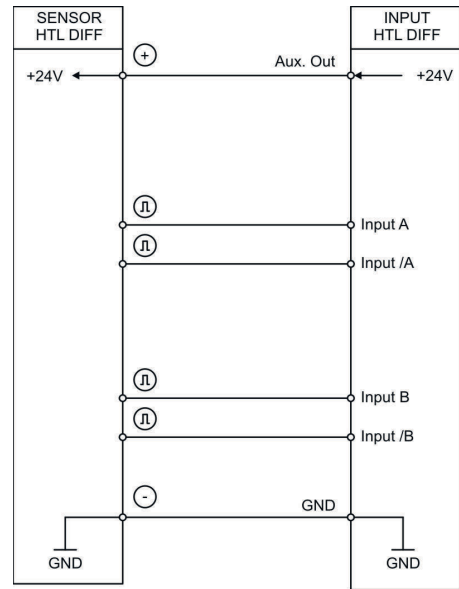 SENSOR
HTL DIFF
INPUT
HTL DIFF
+
Aux. Out
+24V
+24V
Input A
Input /A
Input B
Input /B
-
GND
GND
GND